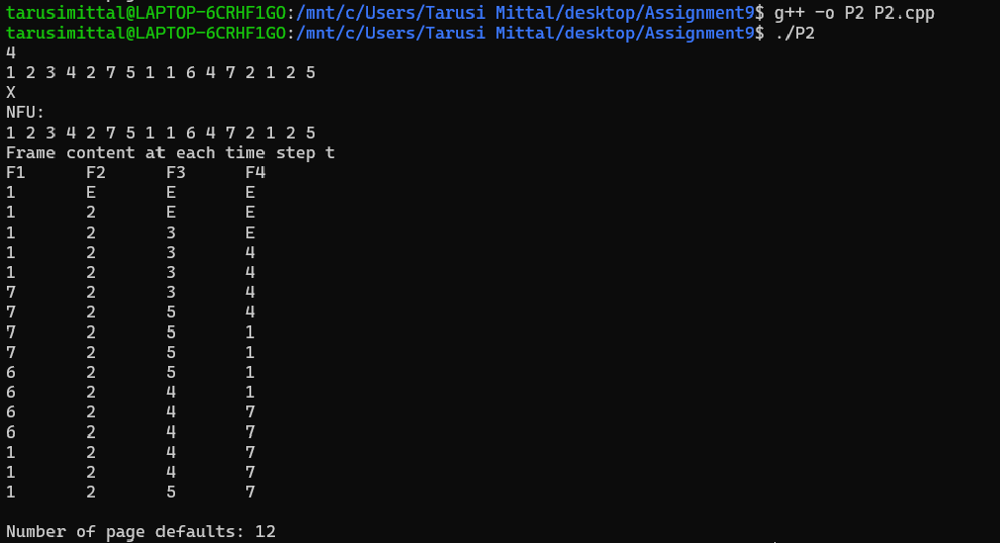 tarusimittal@LAPTOP-6CRHF1GO:/mnt/c/Users/Tarusi Mittal/desktop/Assignment9$ g++ -o P2 P2.cpp
tarusimittal@LAPTOP-6CRHF1GO:/mnt/c/Users/Tarusi Mittal/desktop/Assignment9$ ./P2
4
1 2 3 4 2 7 5 1 1 6 4 7 2 1 2 5
X
NFU:
1 2 3 4 2 7 5 1 1 6 4 7 2 1 2 5
Frame content at each time step t
F1 F2 F3 F4
1 E E E
1 2 E E
1 2 3 E
1 2 3 4
1 2 3 4
7 2 3 4
7 2 5 4
7 2 5 1
7 2 5 1
6 2 5 1
6 2 4 1
6 2 4 7
6 2 4 7
1 2 4 7
1 2 4 7
1 2 5 7
Number of page defaults: 12